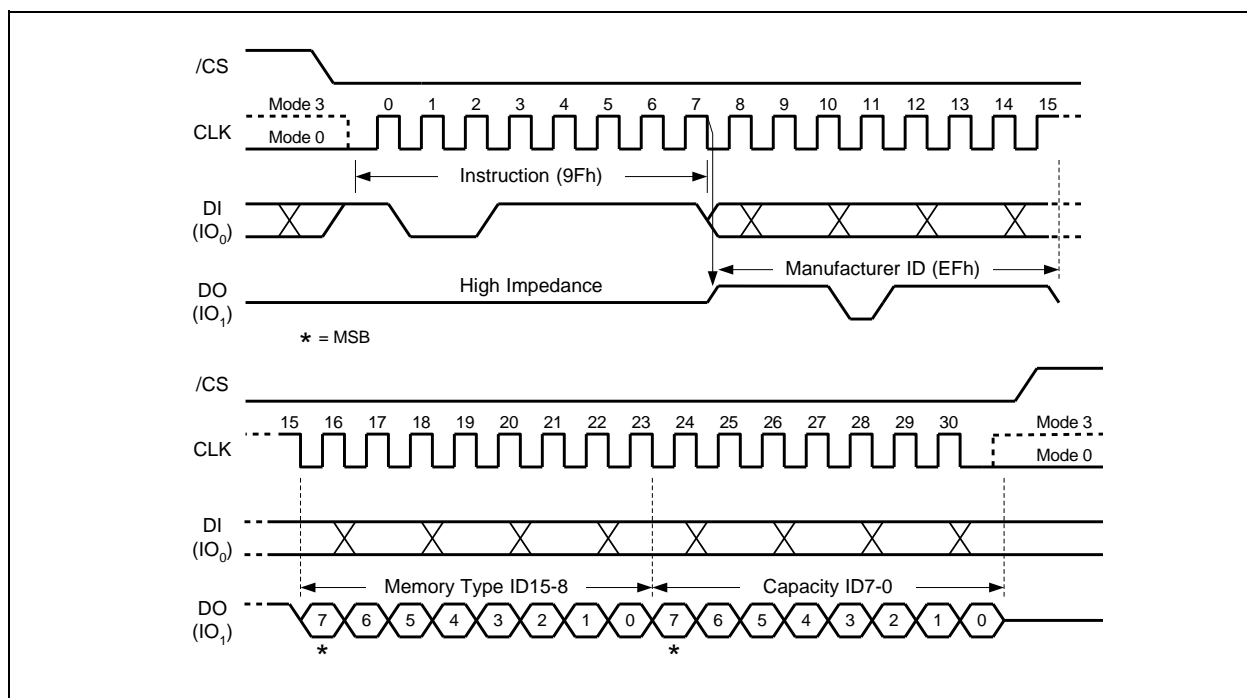 /CS
Mode 3
0 1 2 3 4 5 6 7 8 9 10 11 12 13 14 15
CLK
Mode 0
Instruction (9Fh)
DI
(IO0)
Manufacturer ID (EFh)
High Impedance
DO
(IO1)
* = MSB
/CS
15 16 17 18 19 20 21 22 23 24 25 26 27 28 29 30
Mode 3
CLK
Mode 0
DI
(IO0)
Memory Type ID15-8
Capacity ID7-0
DO
(IO1)
7 6 5 4 3 2 1 0 7 6 5 4 3 2 1 0
* *